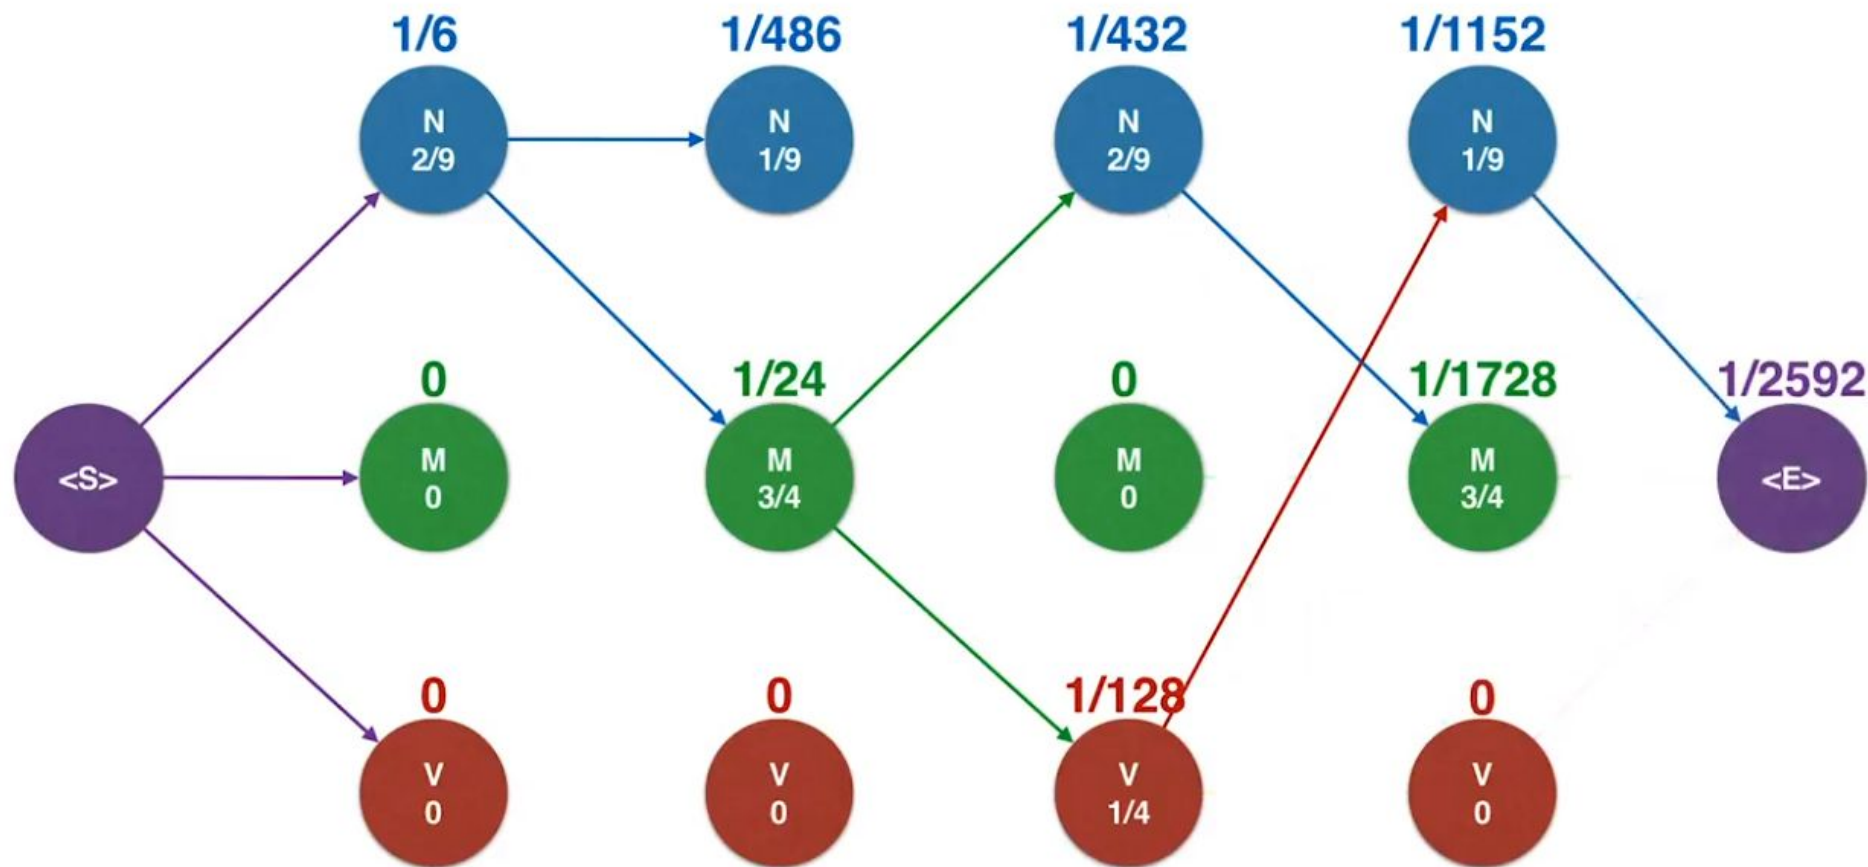 1/6 1/486 1/432 1/1152
N N N N
2/9 1/9 2/9 1/9
0 1/24 0 1/1728 1/2592
<S> M M M M <E>
0 3/4 0 3/4
0 0 1/128 0
V V V V
0 0 1/4 0